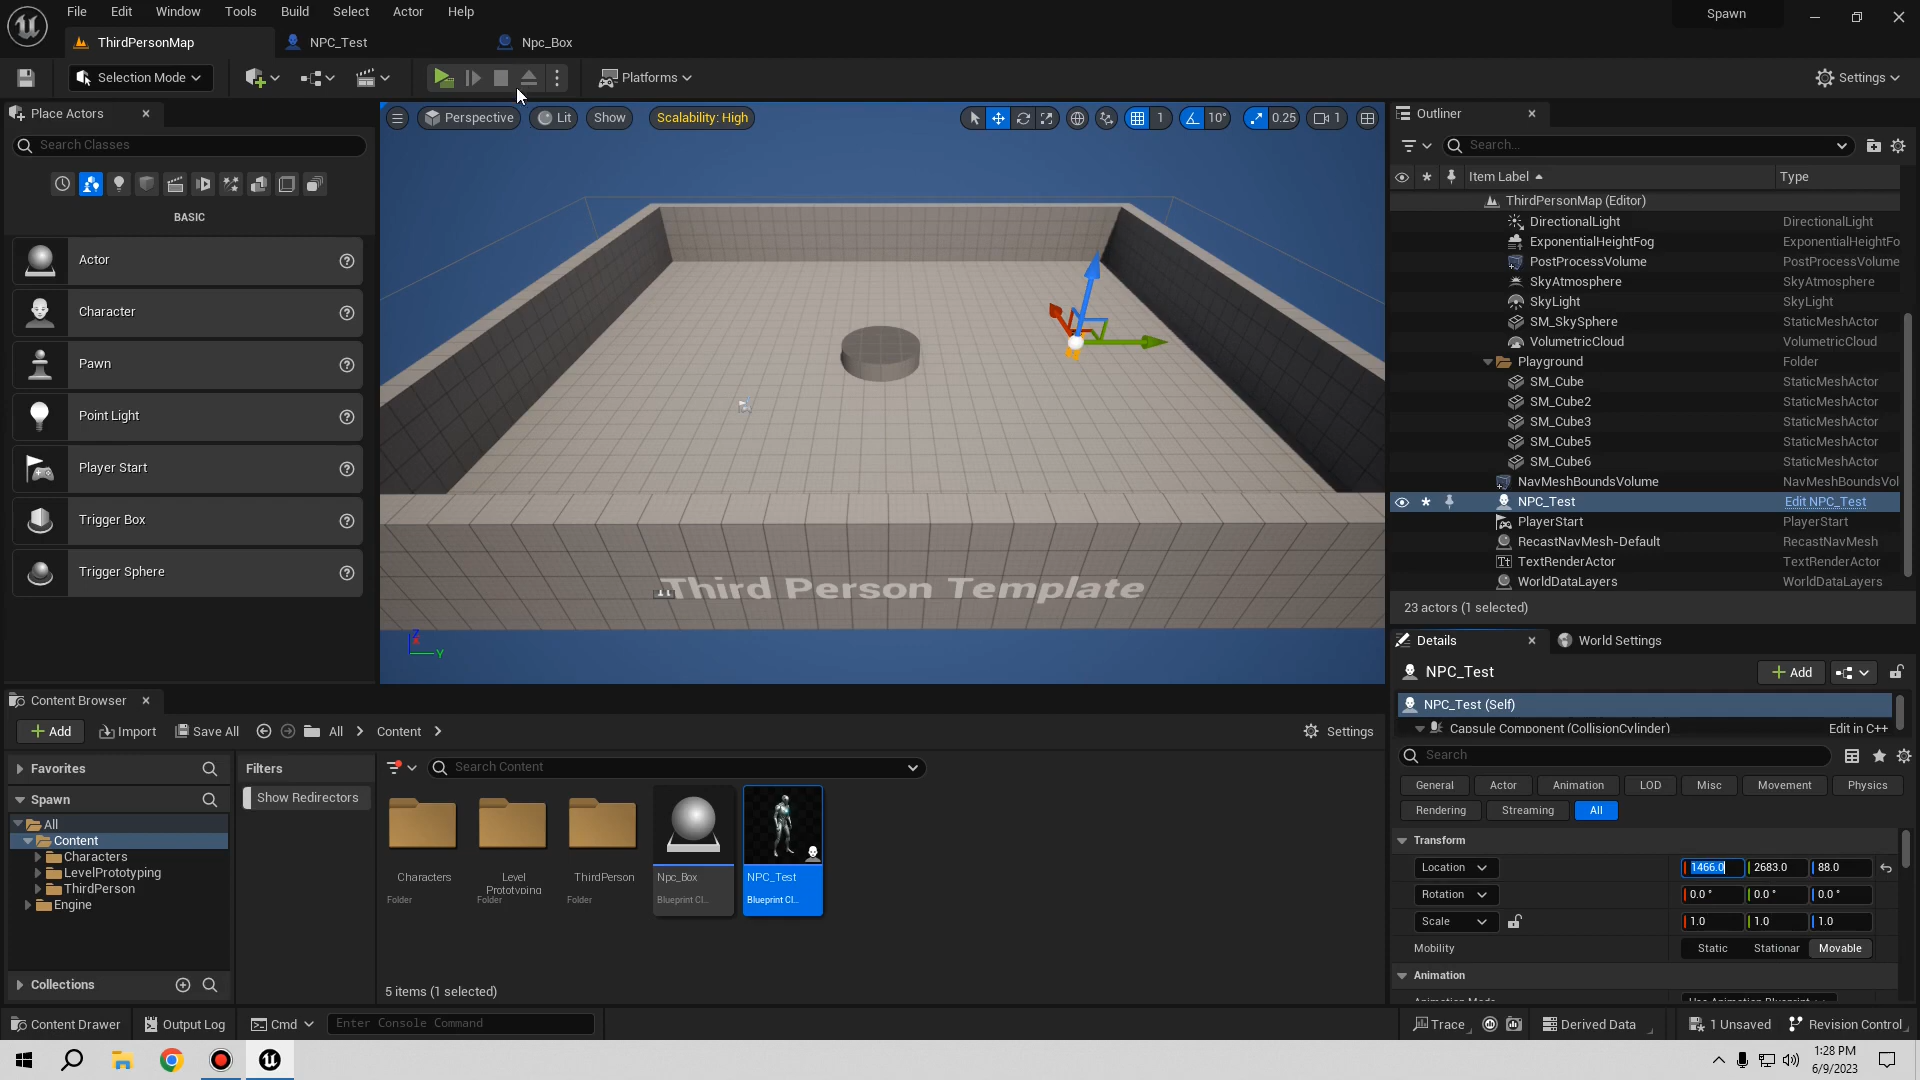 File Edit Window Tools Build Select Actor Help
Spawn
ThirdPersonMap NPC_Test Npc_Box
Selection Mode Platforms Settings
Place Actors
Search Classes
BASIC
Actor
Character
Pawn
Point Light
Player Start
Trigger Box
Trigger Sphere
Perspective Lit Show Scalability: High 1 10° 0.25 1
Third Person Template
Z
Y
Outliner
Search...
Item Label Type
ThirdPersonMap (Editor)
DirectionalLight DirectionalLight
ExponentialHeightFog ExponentialHeightFo
PostProcessVolume PostProcessVolume
SkyAtmosphere SkyAtmosphere
SkyLight SkyLight
SM_SkySphere StaticMeshActor
VolumetricCloud VolumetricCloud
Playground Folder
SM_Cube StaticMeshActor
SM_Cube2 StaticMeshActor
SM_Cube3 StaticMeshActor
SM_Cube5 StaticMeshActor
SM_Cube6 StaticMeshActor
NavMeshBoundsVolume NavMeshBoundsVol
NPC_Test Edit NPC_Test
PlayerStart PlayerStart
RecastNavMesh-Default RecastNavMesh
TextRenderActor TextRenderActor
WorldDataLayers WorldDataLayers
23 actors (1 selected)
Details World Settings
NPC_Test Add
NPC_Test (Self)
Capsule Component (CollisionCylinder) Edit in C++
Search
General Actor Animation LOD Misc Movement Physics
Rendering Streaming All
Transform
Location 1466.0 2683.0 88.0
Rotation 0.0 ° 0.0 ° 0.0 °
Scale 1.0 1.0 1.0
Mobility Static Stationar Movable
Animation
Animation Mode Use Animation Blueprint
Content Browser
Add Import Save All All Content Settings
Favorites
Spawn
All
Content
Characters
LevelPrototyping
ThirdPerson
Engine
Collections
Filters
Show Redirectors
Search Content
Characters
Folder
Level
Prototyping
Folder
ThirdPerson
Folder
Npc_Box
Blueprint Cl...
NPC_Test
Blueprint Cl...
5 items (1 selected)
Content Drawer Output Log Cmd Enter Console Command Trace Derived Data 1 Unsaved Revision Control
1:28 PM
6/9/2023